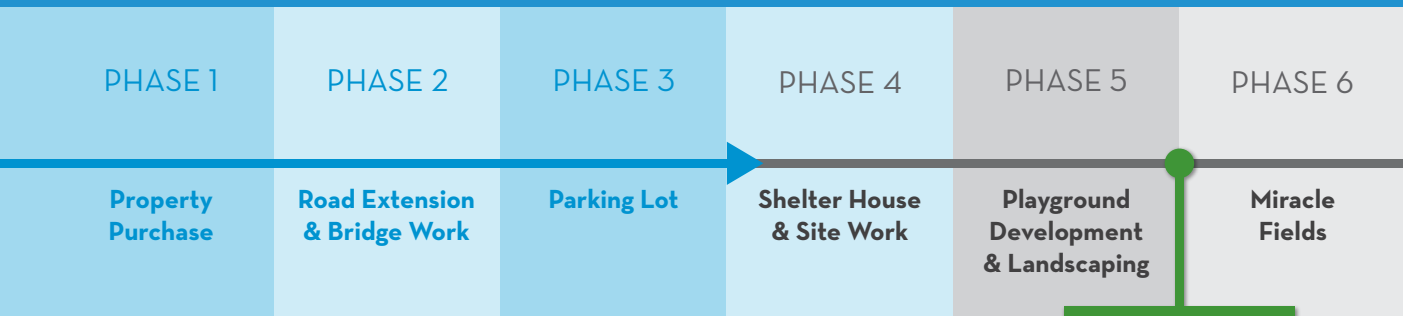 PHASE 1
PHASE 2
PHASE 3
PHASE 4
PHASE 5
PHASE 6
Property
Purchase
Road Extension
& Bridge Work
Parking Lot
Shelter House
& Site Work
Playground
Development
& Landscaping
Miracle
Fields